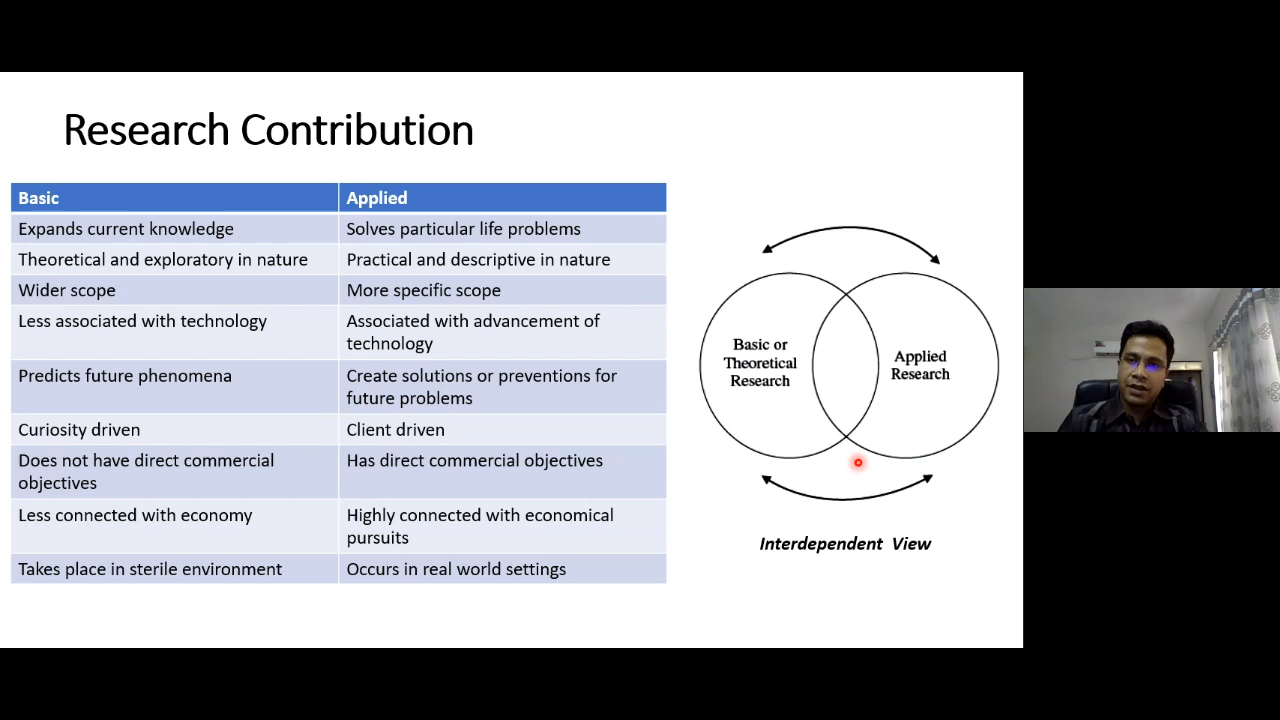 Research Contribution
Basic
Applied
Expands current knowledge
Solves particular life problems
Theoretical and exploratory in nature
Practical and descriptive in nature
Wider scope
More specific scope
Less associated with technology
Associated with advancement of
technology
Predicts future phenomena
Create solutions or preventions for
future problems
Curiosity driven
Client driven
Does not have direct commercial
objectives
Has direct commercial objectives
Less connected with economy
Highly connected with economical
pursuits
Takes place in sterile environment
Occurs in real world settings
Basic or
Theoretical
Research
Applied
Research
Interdependent View